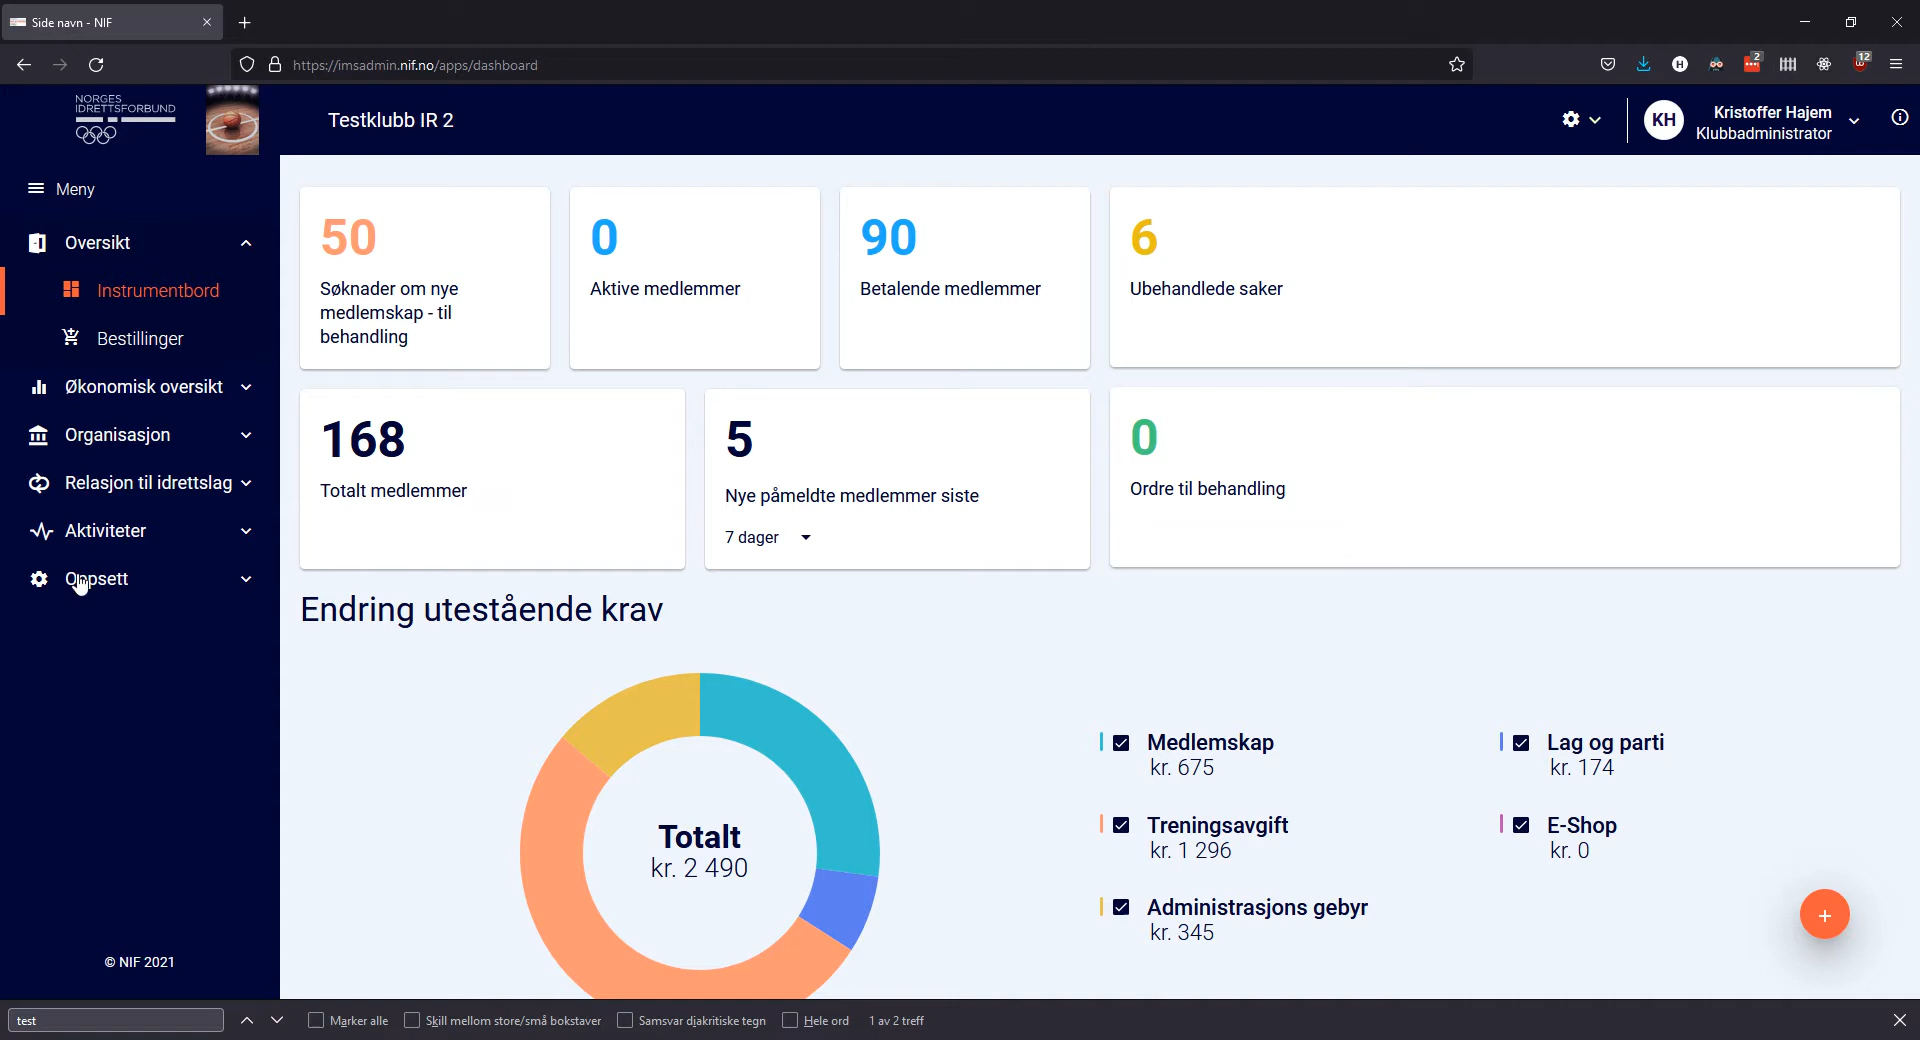 Side navn - NIF
https://imsadmin.nif.no/apps/dashboard
2
12
NORGES
IDRETTSFORBUND
Testklubb IR 2
KH
Kristoffer Hajem
Klubbadministrator
Meny
Oversikt
Instrumentbord
Bestillinger
Økonomisk oversikt
Organisasjon
Relasjon til idrettslag
Aktiviteter
Oppsett
© NIF 2021
50
Søknader om nye
medlemskap - til
behandling
0
Aktive medlemmer
90
Betalende medlemmer
6
Ubehandlede saker
168
Totalt medlemmer
5
Nye påmeldte medlemmer siste
7 dager
0
Ordre til behandling
Endring utestående krav
Totalt
kr. 2 490
Medlemskap
kr. 675
Lag og parti
kr. 174
Treningsavgift
kr. 1 296
E-Shop
kr. 0
Administrasjons gebyr
kr. 345
+
test
Marker alle
Skill mellom store/små bokstaver
Samsvar djakritiske tegn
Hele ord
1 av 2 treff